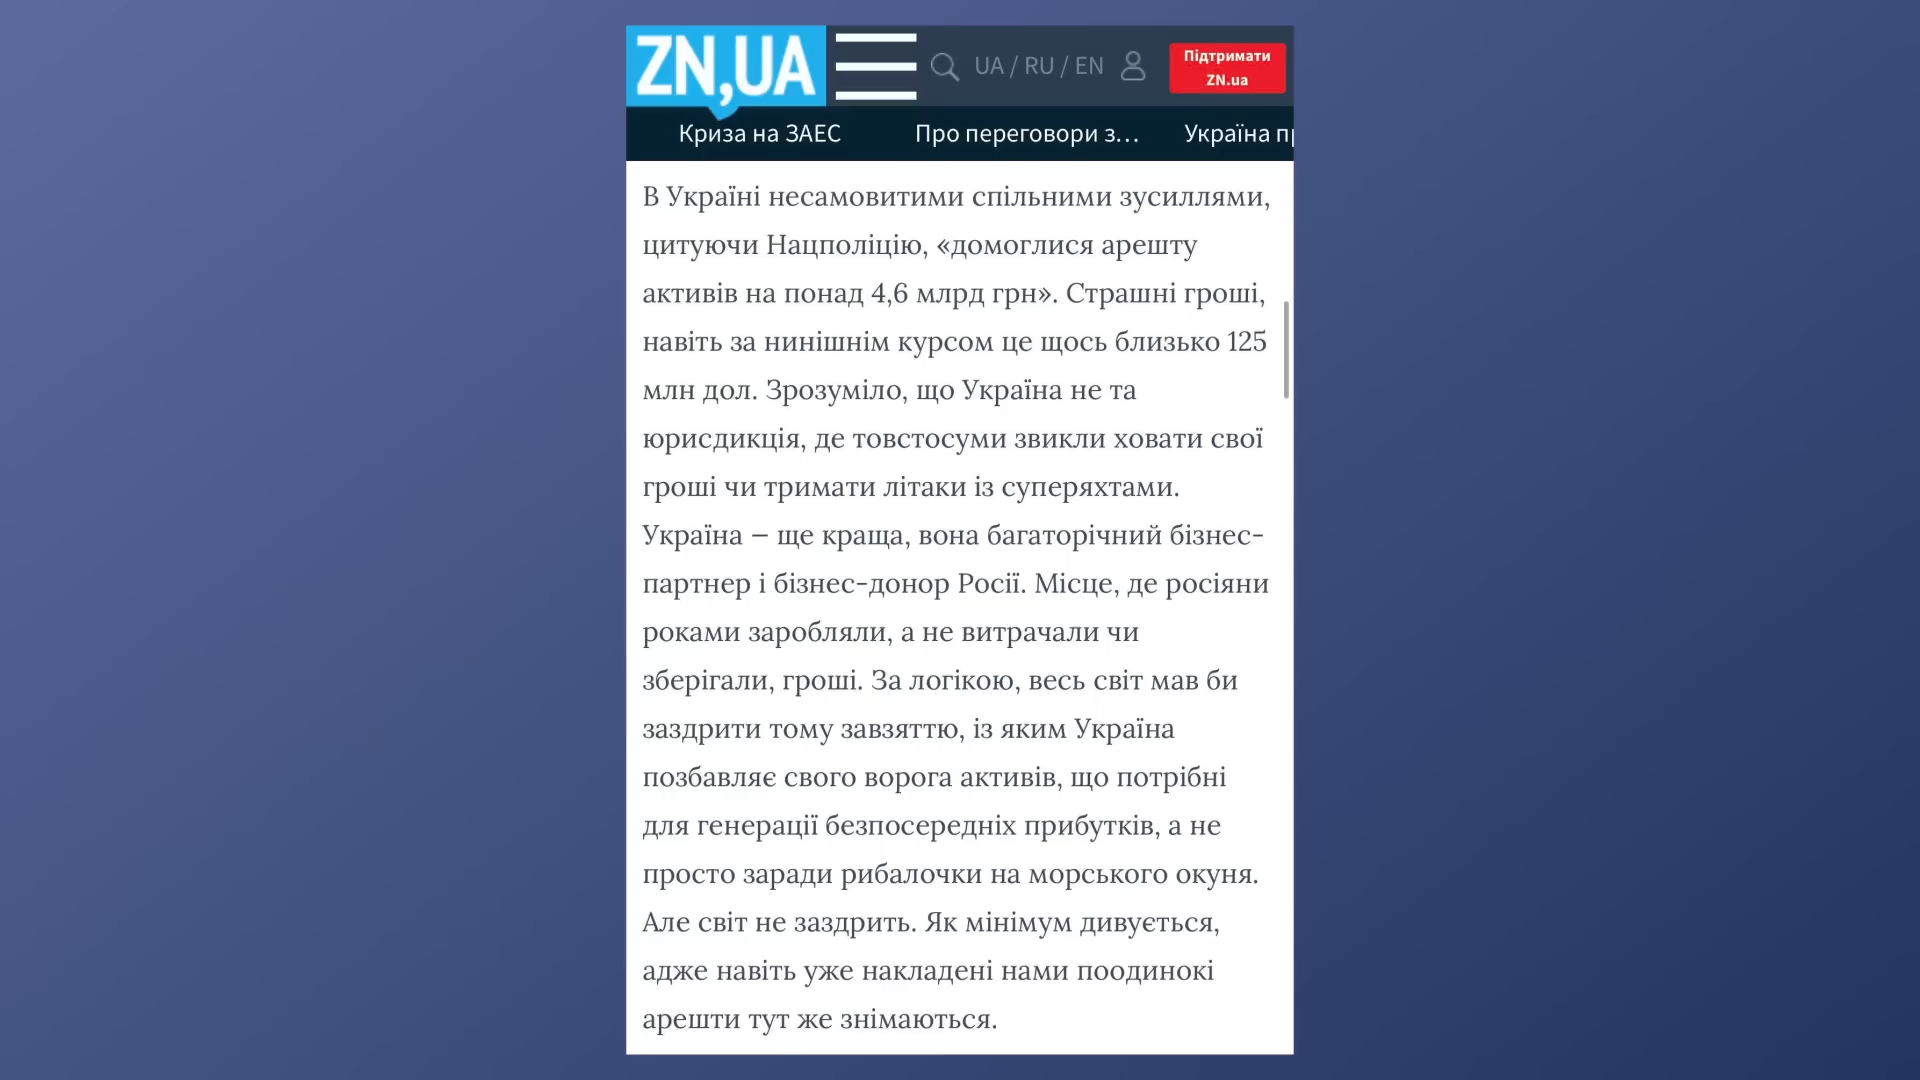 ZN,UA
UA / RU / EN
Підтримати
ZN.ua
Криза на ЗАЕС
Про переговори з...
Україна пр
В Україні несамовитими спільними зусиллями,
цитуючи Нацполіцію, «домоглися арешту
активів на понад 4,6 млрд грн». Страшні гроші,
навіть за нинішнім курсом це щось близько 125
млн дол. Зрозуміло, що Україна не та
юрисдикція, де товстосуми звикли ховати свої
гроші чи тримати літаки із суперяхтами.
Україна — ще краща, вона багаторічний бізнес-
партнер і бізнес-донор Росії. Місце, де росіяни
роками заробляли, а не витрачали чи
зберігали, гроші. За логікою, весь світ мав би
заздрити тому завзяттю, із яким Україна
позбавляє свого ворога активів, що потрібні
для генерації безпосередніх прибутків, а не
просто заради рибалочки на морського окуня.
Але світ не заздрить. Як мінімум дивується,
адже навіть уже накладені нами поодинокі
арешти тут же знімаються.